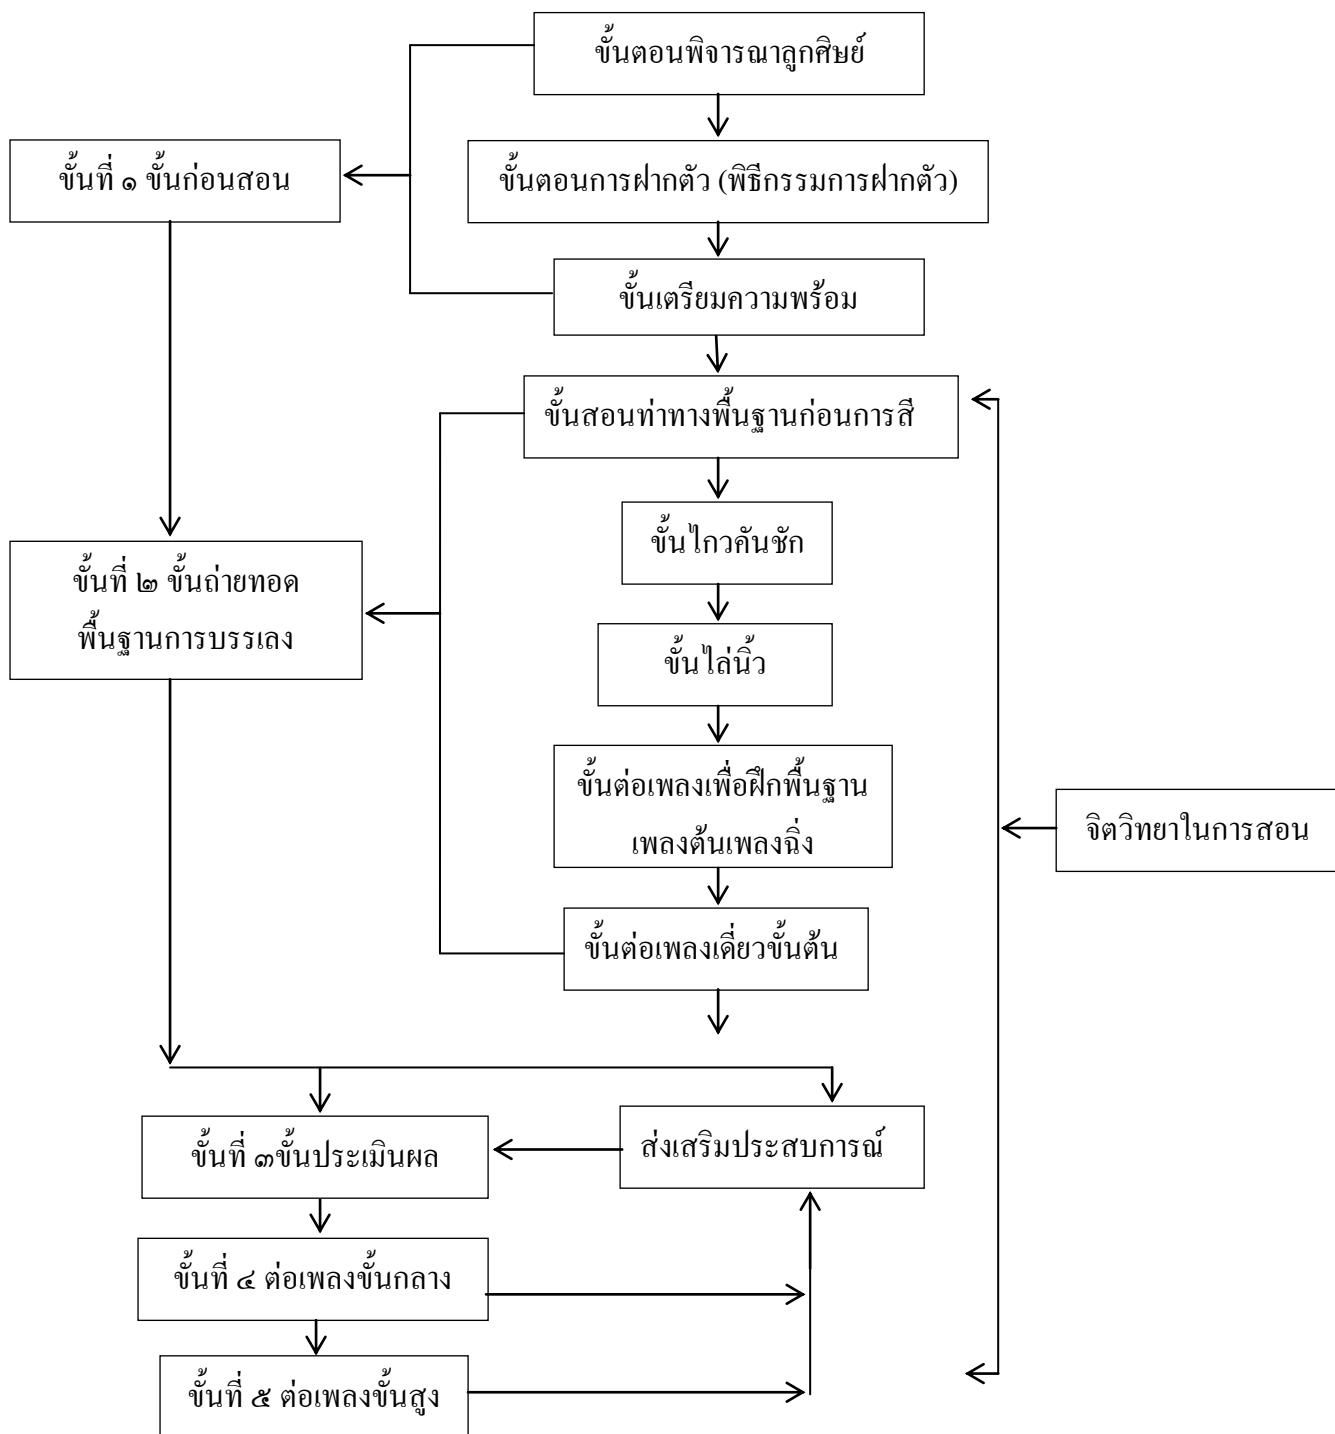 ขั้นตอนพิจารณาลูกศิษย์
ขั้นที่ ๑ ขั้นก่อนสอน
ขั้นตอนการฝากตัว (พิธีกรรมการฝากตัว)
ขั้นเตรียมความพร้อม
ขั้นสอนท่าทางพื้นฐานก่อนการสี
ขั้นไกวคันชัก
ขั้นที่ ๒ ขั้นถ่ายทอด
พื้นฐานการบรรเลง
ขั้นไล่นิ้ว
ขั้นต่อเพลงเพื่อฝึกพื้นฐาน
เพลงต้นเพลงฉิ่ง
จิตวิทยาในการสอน
ขั้นต่อเพลงเดี่ยวขั้นต้น
ขั้นที่ ๓ขั้นประเมินผล
ส่งเสริมประสบการณ์
ขั้นที่ ๔ ต่อเพลงขั้นกลาง
ขั้นที่ ๕ ต่อเพลงขั้นสูง